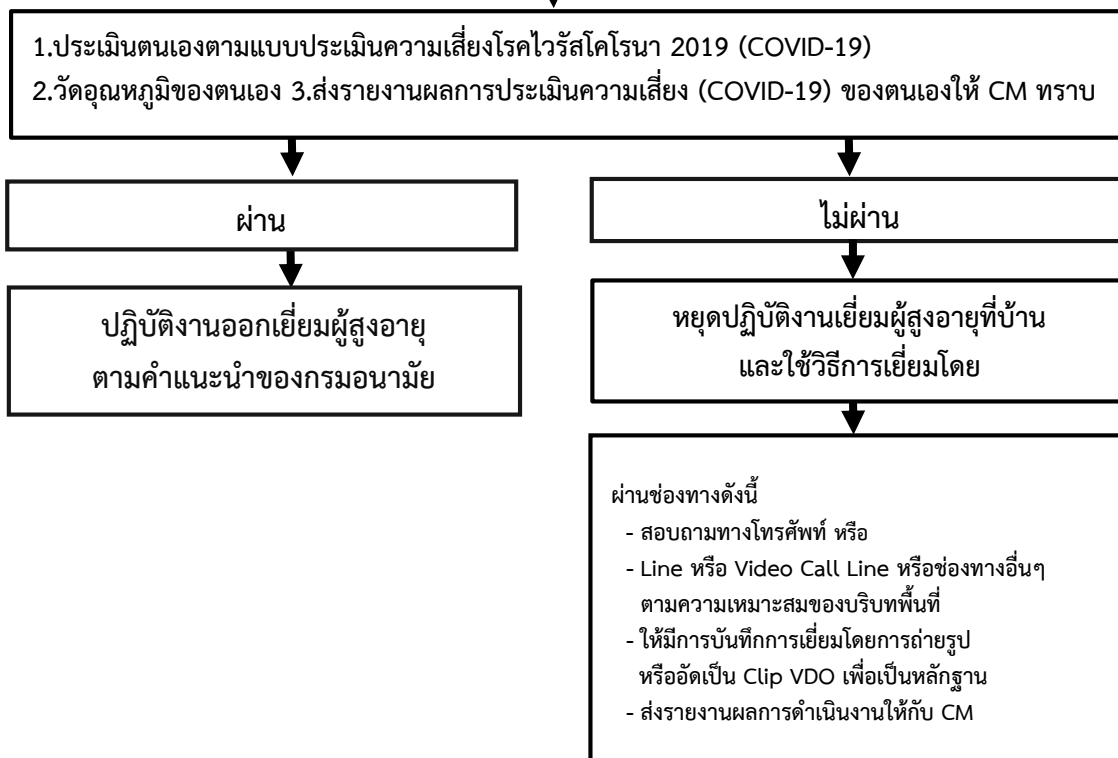 1.ประเมินตนเองตามแบบประเมินความเสี่ยงโรคไวรัสโคโรนา 2019 (COVID-19)
2.วัดอุณหภูมิของตนเอง 3.ส่งรายงานผลการประเมินความเสี่ยง (COVID-19) ของตนเองให้ CM ทราบ
ผ่าน
ไม่ผ่าน
ปฏิบัติงานออกเยี่ยมผู้สูงอายุ
ตามคำแนะนำของกรมอนามัย
หยุดปฏิบัติงานเยี่ยมผู้สูงอายุที่บ้าน
และใช้วิธีการเยี่ยมโดย
ผ่านช่องทางดังนี้
- สอบถามทางโทรศัพท์ หรือ
- Line หรือ Video Call Line หรือช่องทางอื่นๆ
ตามความเหมาะสมของบริบทพื้นที่
- ให้มีการบันทึกการเยี่ยมโดยการถ่ายรูป
หรืออัดเป็น Clip VDO เพื่อเป็นหลักฐาน
- ส่งรายงานผลการดำเนินงานให้กับ CM